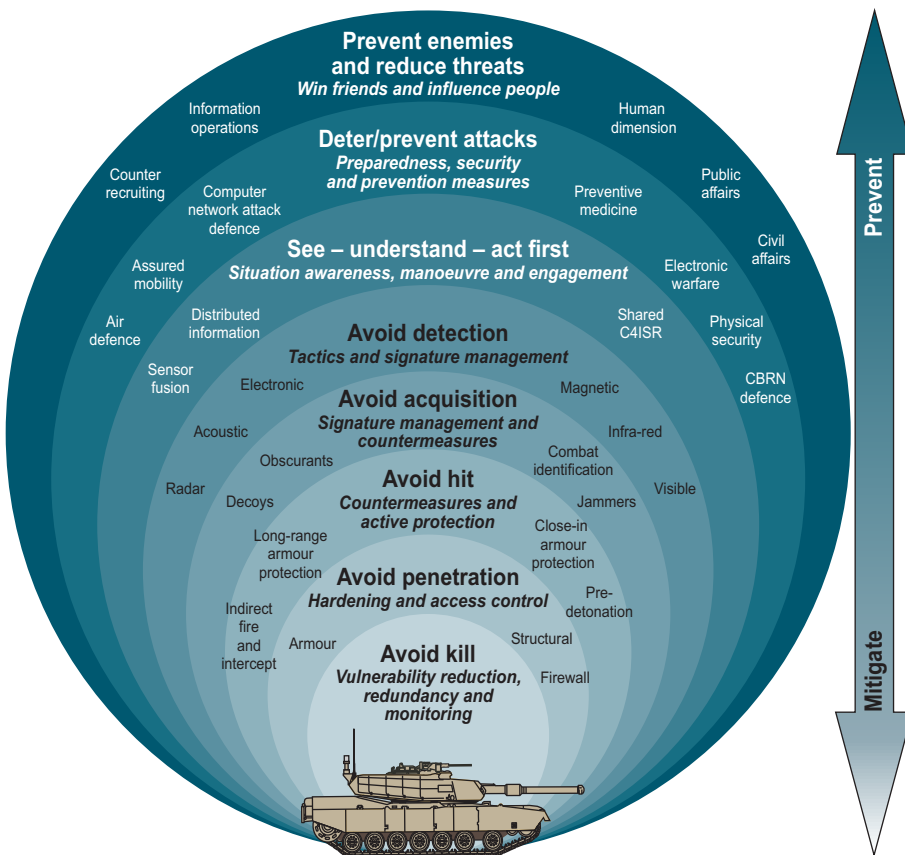 Prevent enemies
and reduce threats
Win friends and influence people
Information
operations
Human
dimension
Deter/prevent attacks
Preparedness, security
and prevention measures
Counter
recruiting
Public
affairs
Computer
network attack
defence
Preventive
medicine
See – understand – act first
Situation awareness, manoeuvre and engagement
Civil
affairs
Assured
mobility
Electronic
warfare
Air
defence
Distributed
information
Shared
C4ISR
Physical
security
Avoid detection
Tactics and signature management
Sensor
fusion
CBRN
defence
Electronic
Magnetic
Avoid acquisition
Signature management and
countermeasures
Acoustic
Infra-red
Obscurants
Combat
identification
Avoid hit
Countermeasures and
active protection
Radar
Visible
Decoys
Jammers
Long-range
armour
protection
Close-in
armour
protection
Avoid penetration
Hardening and access control
Indirect
fire
and
intercept
Pre-
detonation
Armour
Structural
Avoid kill
Vulnerability reduction,
redundancy and
monitoring
Firewall
Prevent
Mitigate